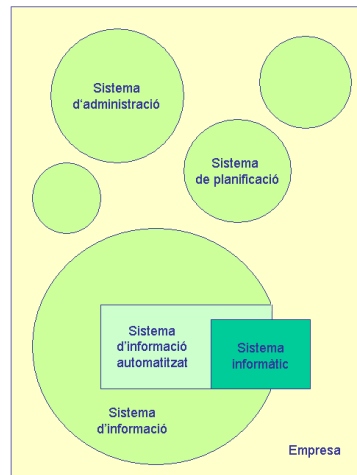 Sistema
d'administració
Sistema
de planificació
Sistema
d'informació
automatitzat
Sistema
informàtic
Sistema
d'informació
Empresa